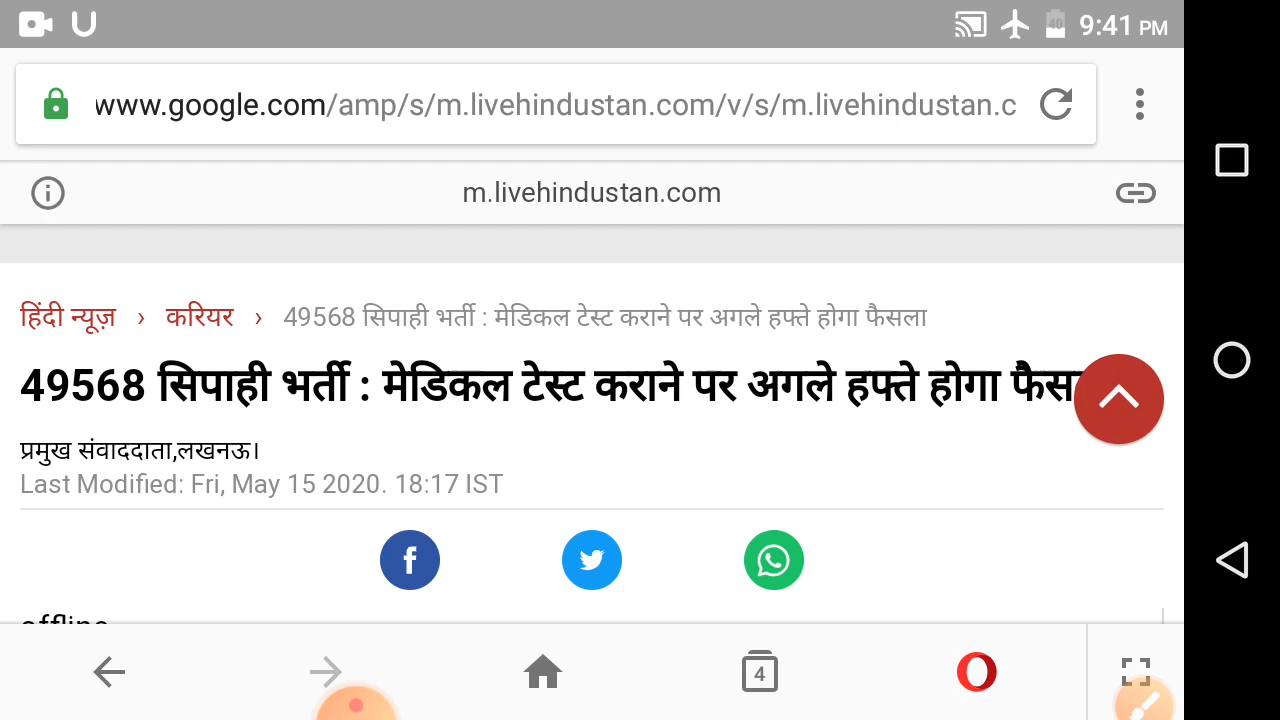 9:41 PM
40
www.google.com/amp/s/m.livehindustan.com/v/s/m.livehindustan.c
m.livehindustan.com
हिंदी न्यूज़ › करियर › 49568 सिपाही भर्ती : मेडिकल टेस्ट कराने पर अगले हफ्ते होगा फैसला
49568 सिपाही भर्ती : मेडिकल टेस्ट कराने पर अगले हफ्ते होगा
प्रमुख संवाददाता,लखनऊ।
Last Modified: Fri, May 15 2020. 18:17 IST
offline
4